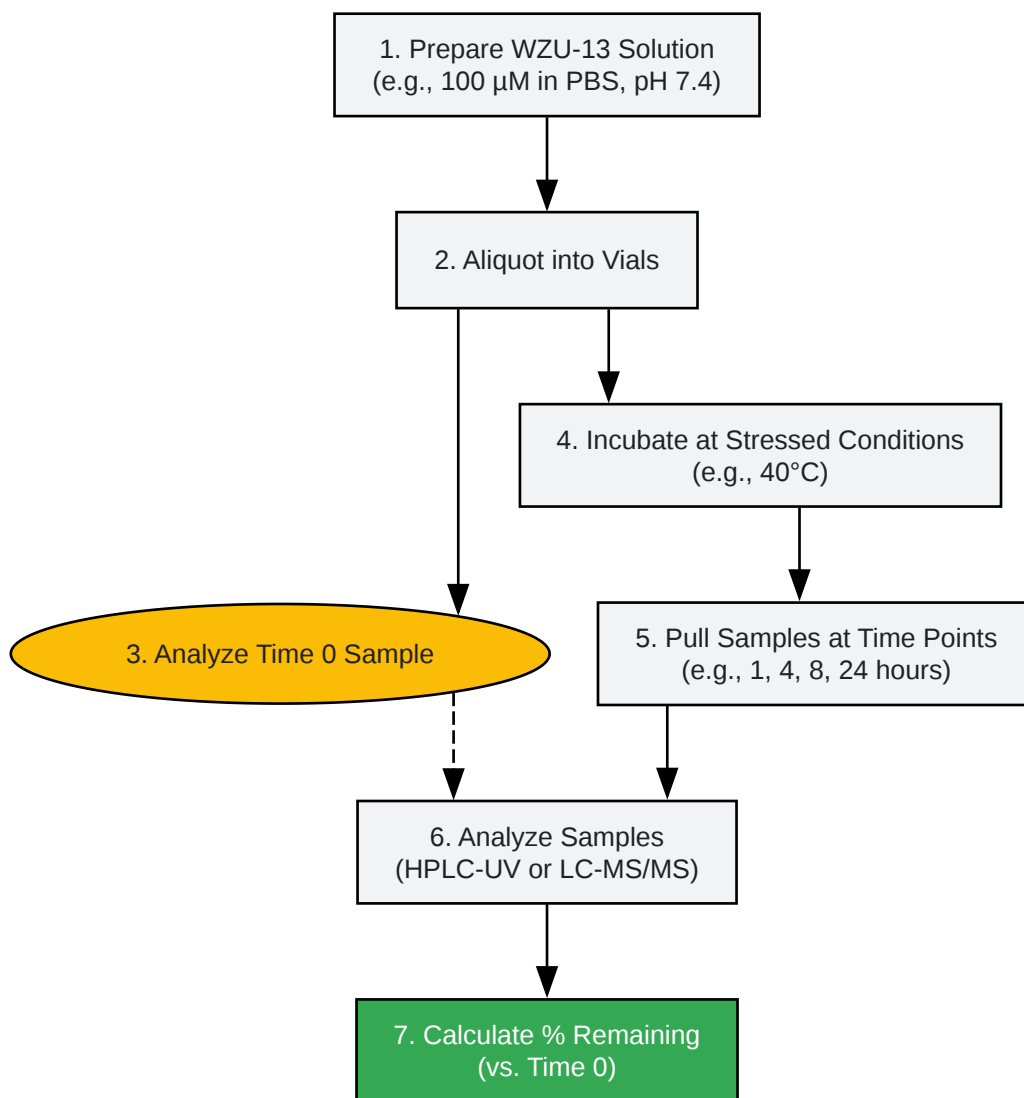 1. Prepare WZU-13 Solution
(e.g., 100 µM in PBS, pH 7.4)
2. Aliquot into Vials
4. Incubate at Stressed Conditions
(e.g., 40°C)
3. Analyze Time 0 Sample
5. Pull Samples at Time Points
(e.g., 1, 4, 8, 24 hours)
6. Analyze Samples
(HPLC-UV or LC-MS/MS)
7. Calculate % Remaining
(vs. Time 0)